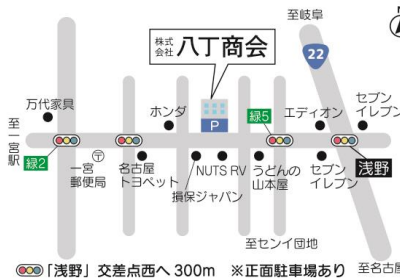 至岐阜
株式
会社 八丁商会
22
万代家具
ホンダ
P
緑5
エディオン
セブン
イレブン
至一宮駅
緑2
一宮
郵便局
名古屋
トヨペット
NUTS RV
損保ジャパン
うどんの
山本屋
セブン
イレブン
浅野
至センイ団地
至名古屋
「浅野」交差点西へ300m ※正面駐車場あり